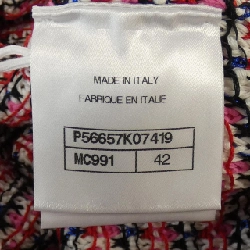 MADE IN ITALY
FABRIQUE EN ITALIE
P56657K07419
MC991 42